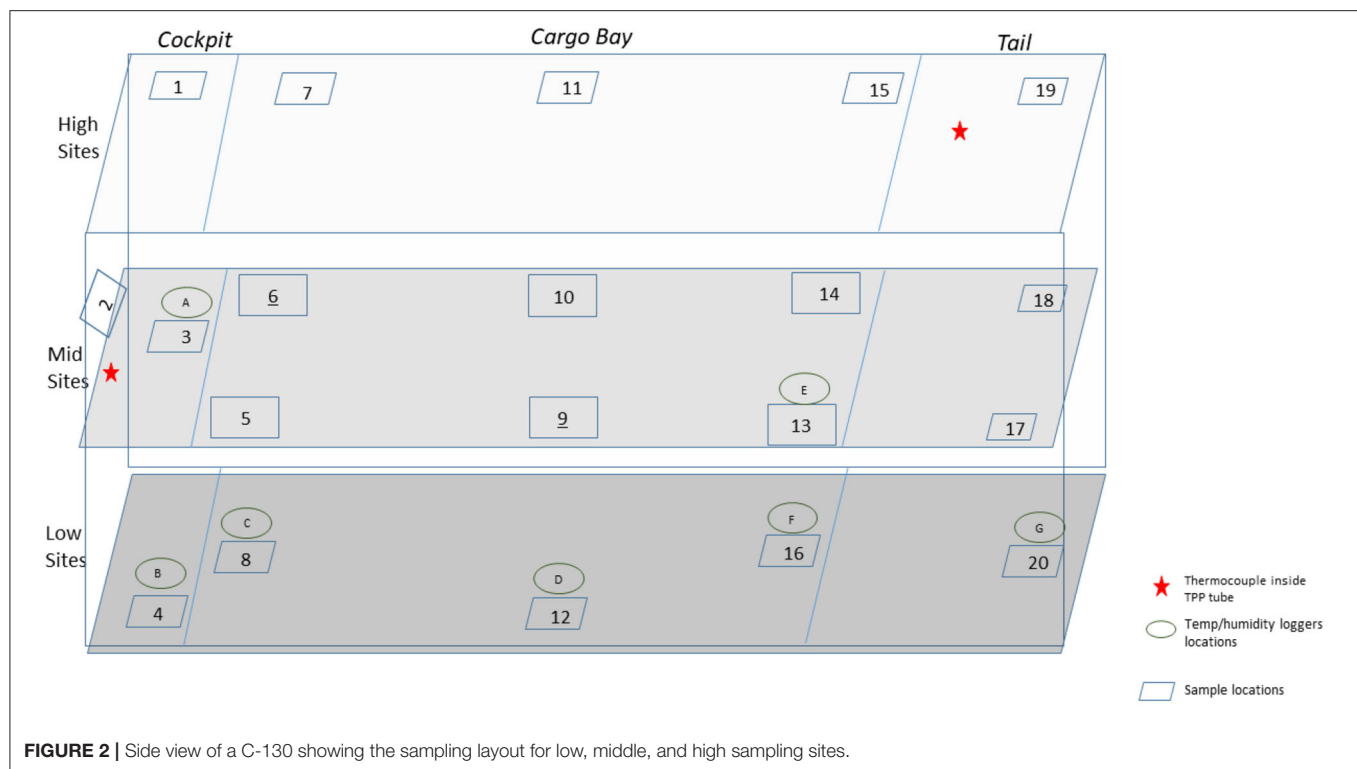 Cockpit
Cargo Bay
Tail
1
7
11
15
19
High
Sites
2
A
3
6
10
14
18
Mid
Sites
5
9
E
13
17
Low
Sites
C
8
F
16
G
20
B
4
D
12
Thermocouple inside
TPP tube
Temp/humidity loggers
locations
Sample locations
FIGURE 2 | Side view of a C-130 showing the sampling layout for low, middle, and high sampling sites.